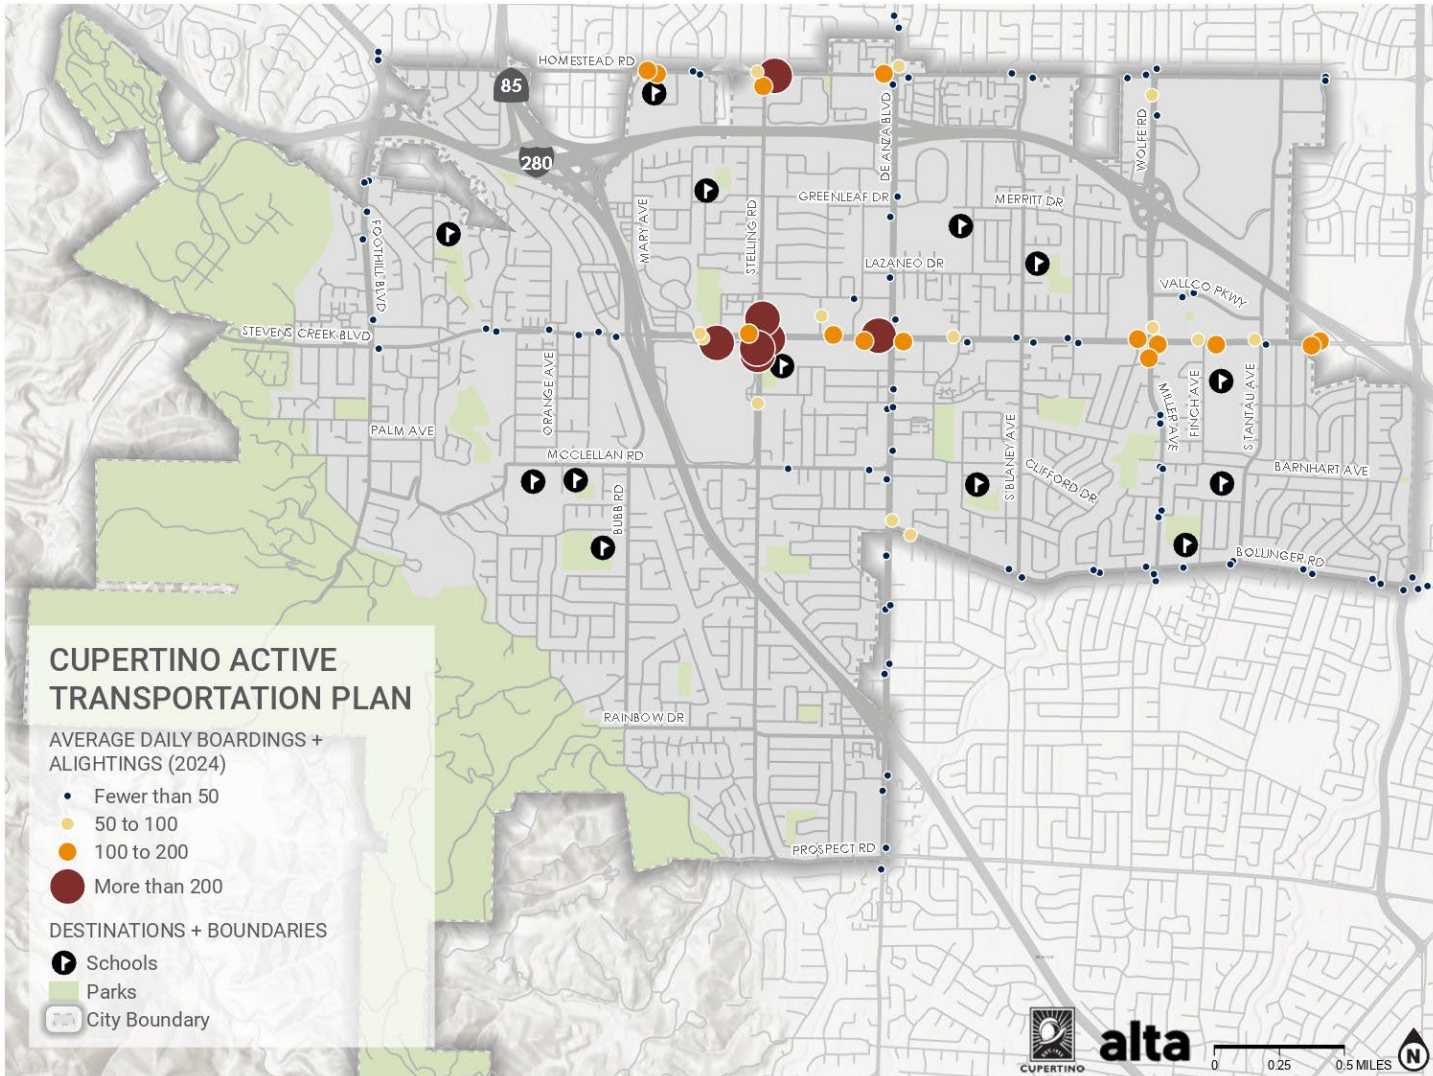 HOMESTEAD RD
85
280
DE ANZA BLVD
WOLFE RD
GREENLEAF DR
MERRITT DR
MARY AVE
STELLING RD
FOOTHILL BLVD
LAZANEO DR
VALLCO PKWY
STEVENS CREEK BLVD
ORANGE AVE
MILLER AVE
FINCH AVE
S TANTAU AVE
PALM AVE
S BLANEY AVE
MCCLELLAN RD
CLIFFORD DR
BARNHART AVE
BUBB RD
BOLLINGER RD
RAINBOW DR
PROSPECT RD
CUPERTINO ACTIVE
TRANSPORTATION PLAN
AVERAGE DAILY BOARDINGS +
ALIGHTINGS (2024)
Fewer than 50
50 to 100
100 to 200
More than 200
DESTINATIONS + BOUNDARIES
Schools
Parks
City Boundary
CUPERTINO
alta
0 0.25 0.5 MILES
N